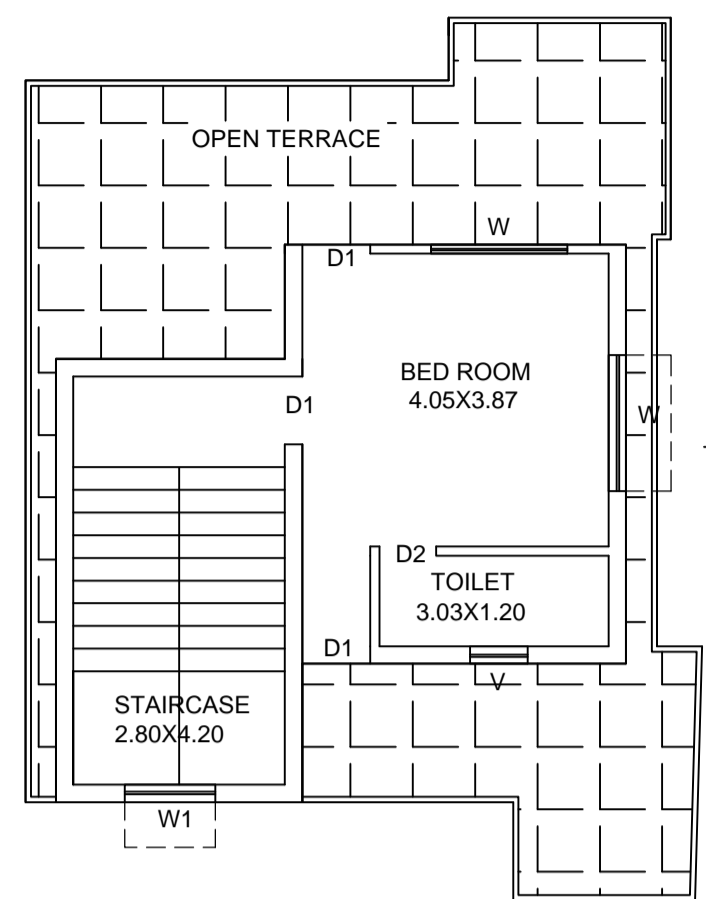 OPEN TERRACE
W
D1
BED ROOM
4.05X3.87
D1
W
D2
TOILET
3.03X1.20
D1
V
STAIRCASE
2.80X4.20
W1